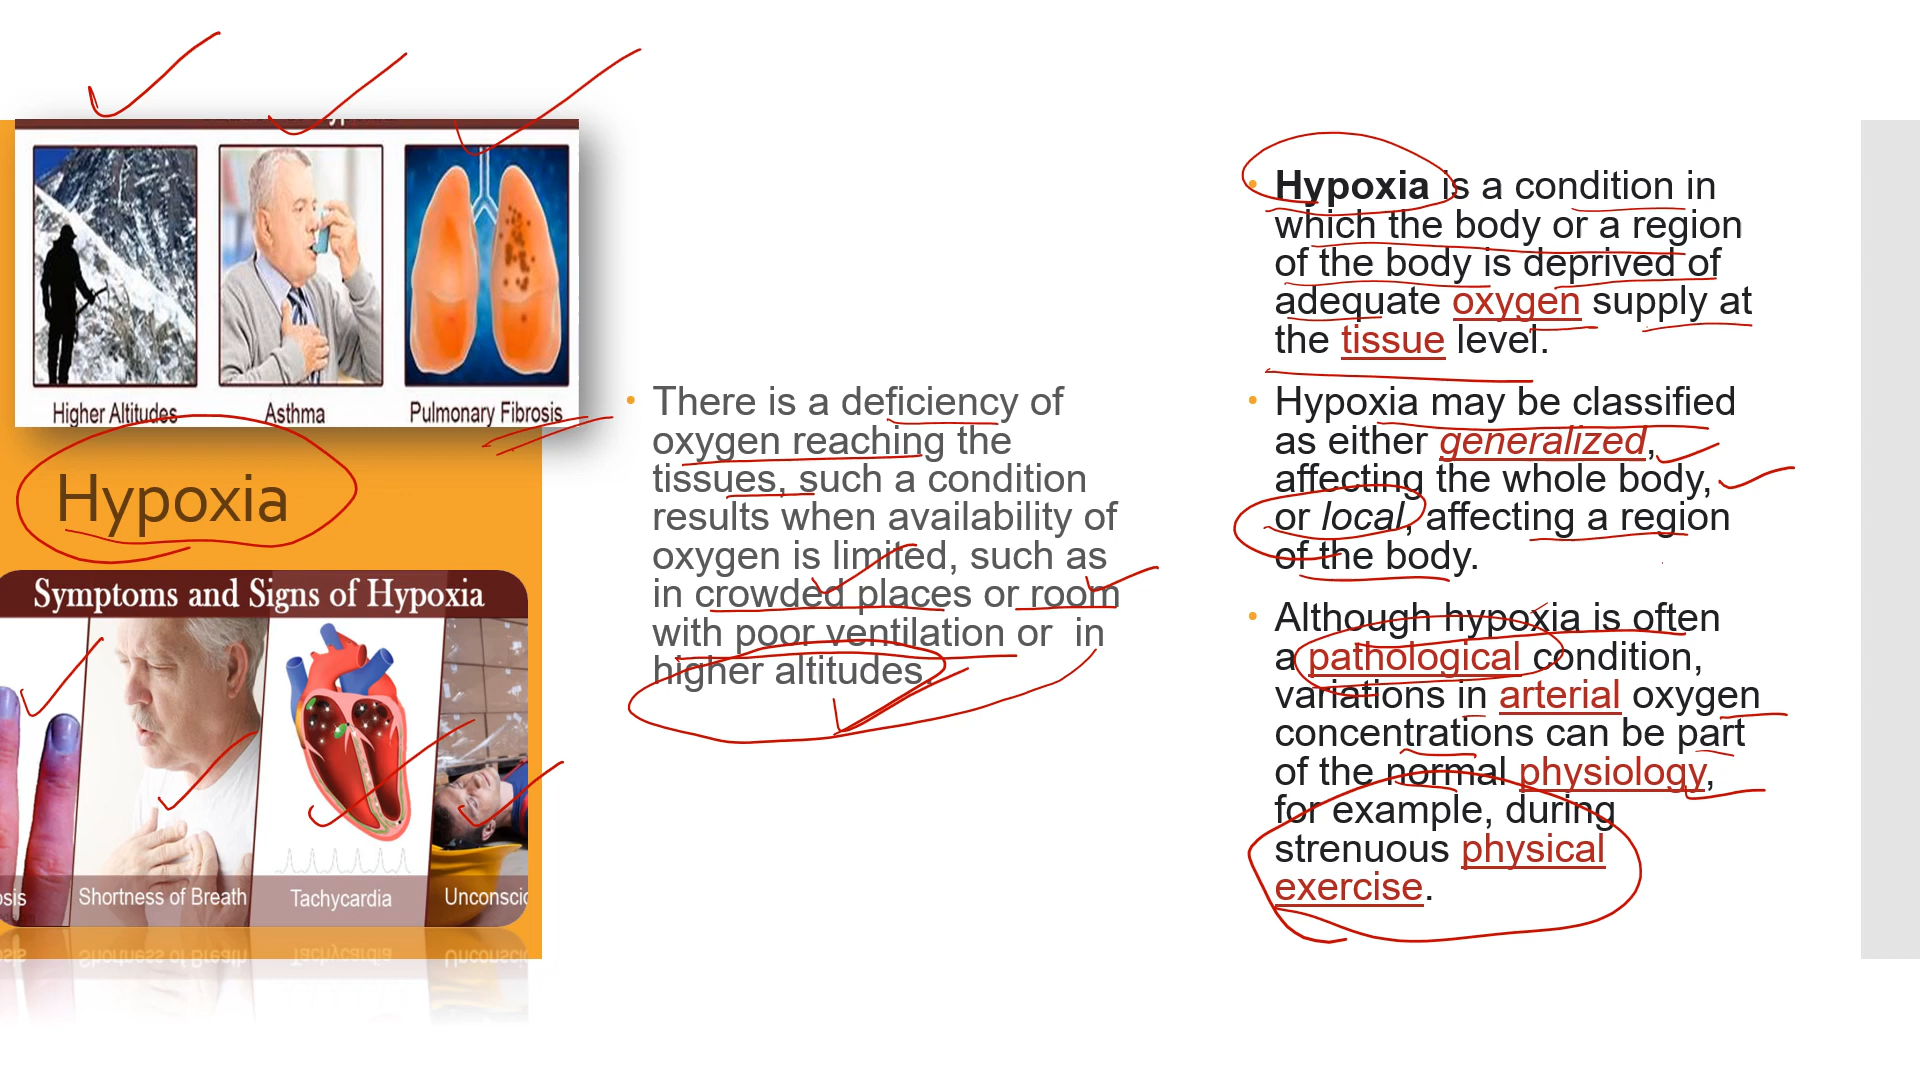 Higher Altitudes
Asthma
Pulmonary Fibrosis
Hypoxia
Symptoms and Signs of Hypoxia
Shortness of Breath
Tachycardia
• There is a deficiency of
oxygen reaching the
tissues, such a condition
results when availability of
oxygen is limited, such as
in crowded places or room
with poor ventilation or in
higher altitudes.
• Hypoxia is a condition in
which the body or a region
of the body is deprived of
adequate oxygen supply at
the tissue level.
• Hypoxia may be classified
as either generalized,
affecting the whole body,
or local, affecting a region
of the body.
• Although hypoxia is often
a pathological condition,
variations in arterial oxygen
concentrations can be part
of the normal physiology,
for example, during
strenuous physical
exercise.